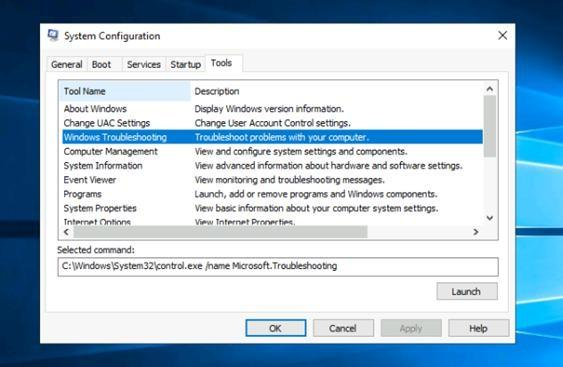 System Configuration
General Boot Services Startup Tools
Tool Name Description
About Windows Display Windows version information.
Change UAC Settings Change User Account Control settings.
Windows Troubleshooting Troubleshoot problems with your computer.
Computer Management View and configure system settings and components.
System Information View advanced information about hardware and software settings.
Event Viewer View monitoring and troubleshooting messages.
Programs Launch, add or remove programs and Windows components.
System Properties View basic information about your computer system settings.
Internet Options View Internet Properties.
Selected command:
C:\Windows\System32\control.exe /name Microsoft.Troubleshooting
Launch
OK Cancel Apply Help